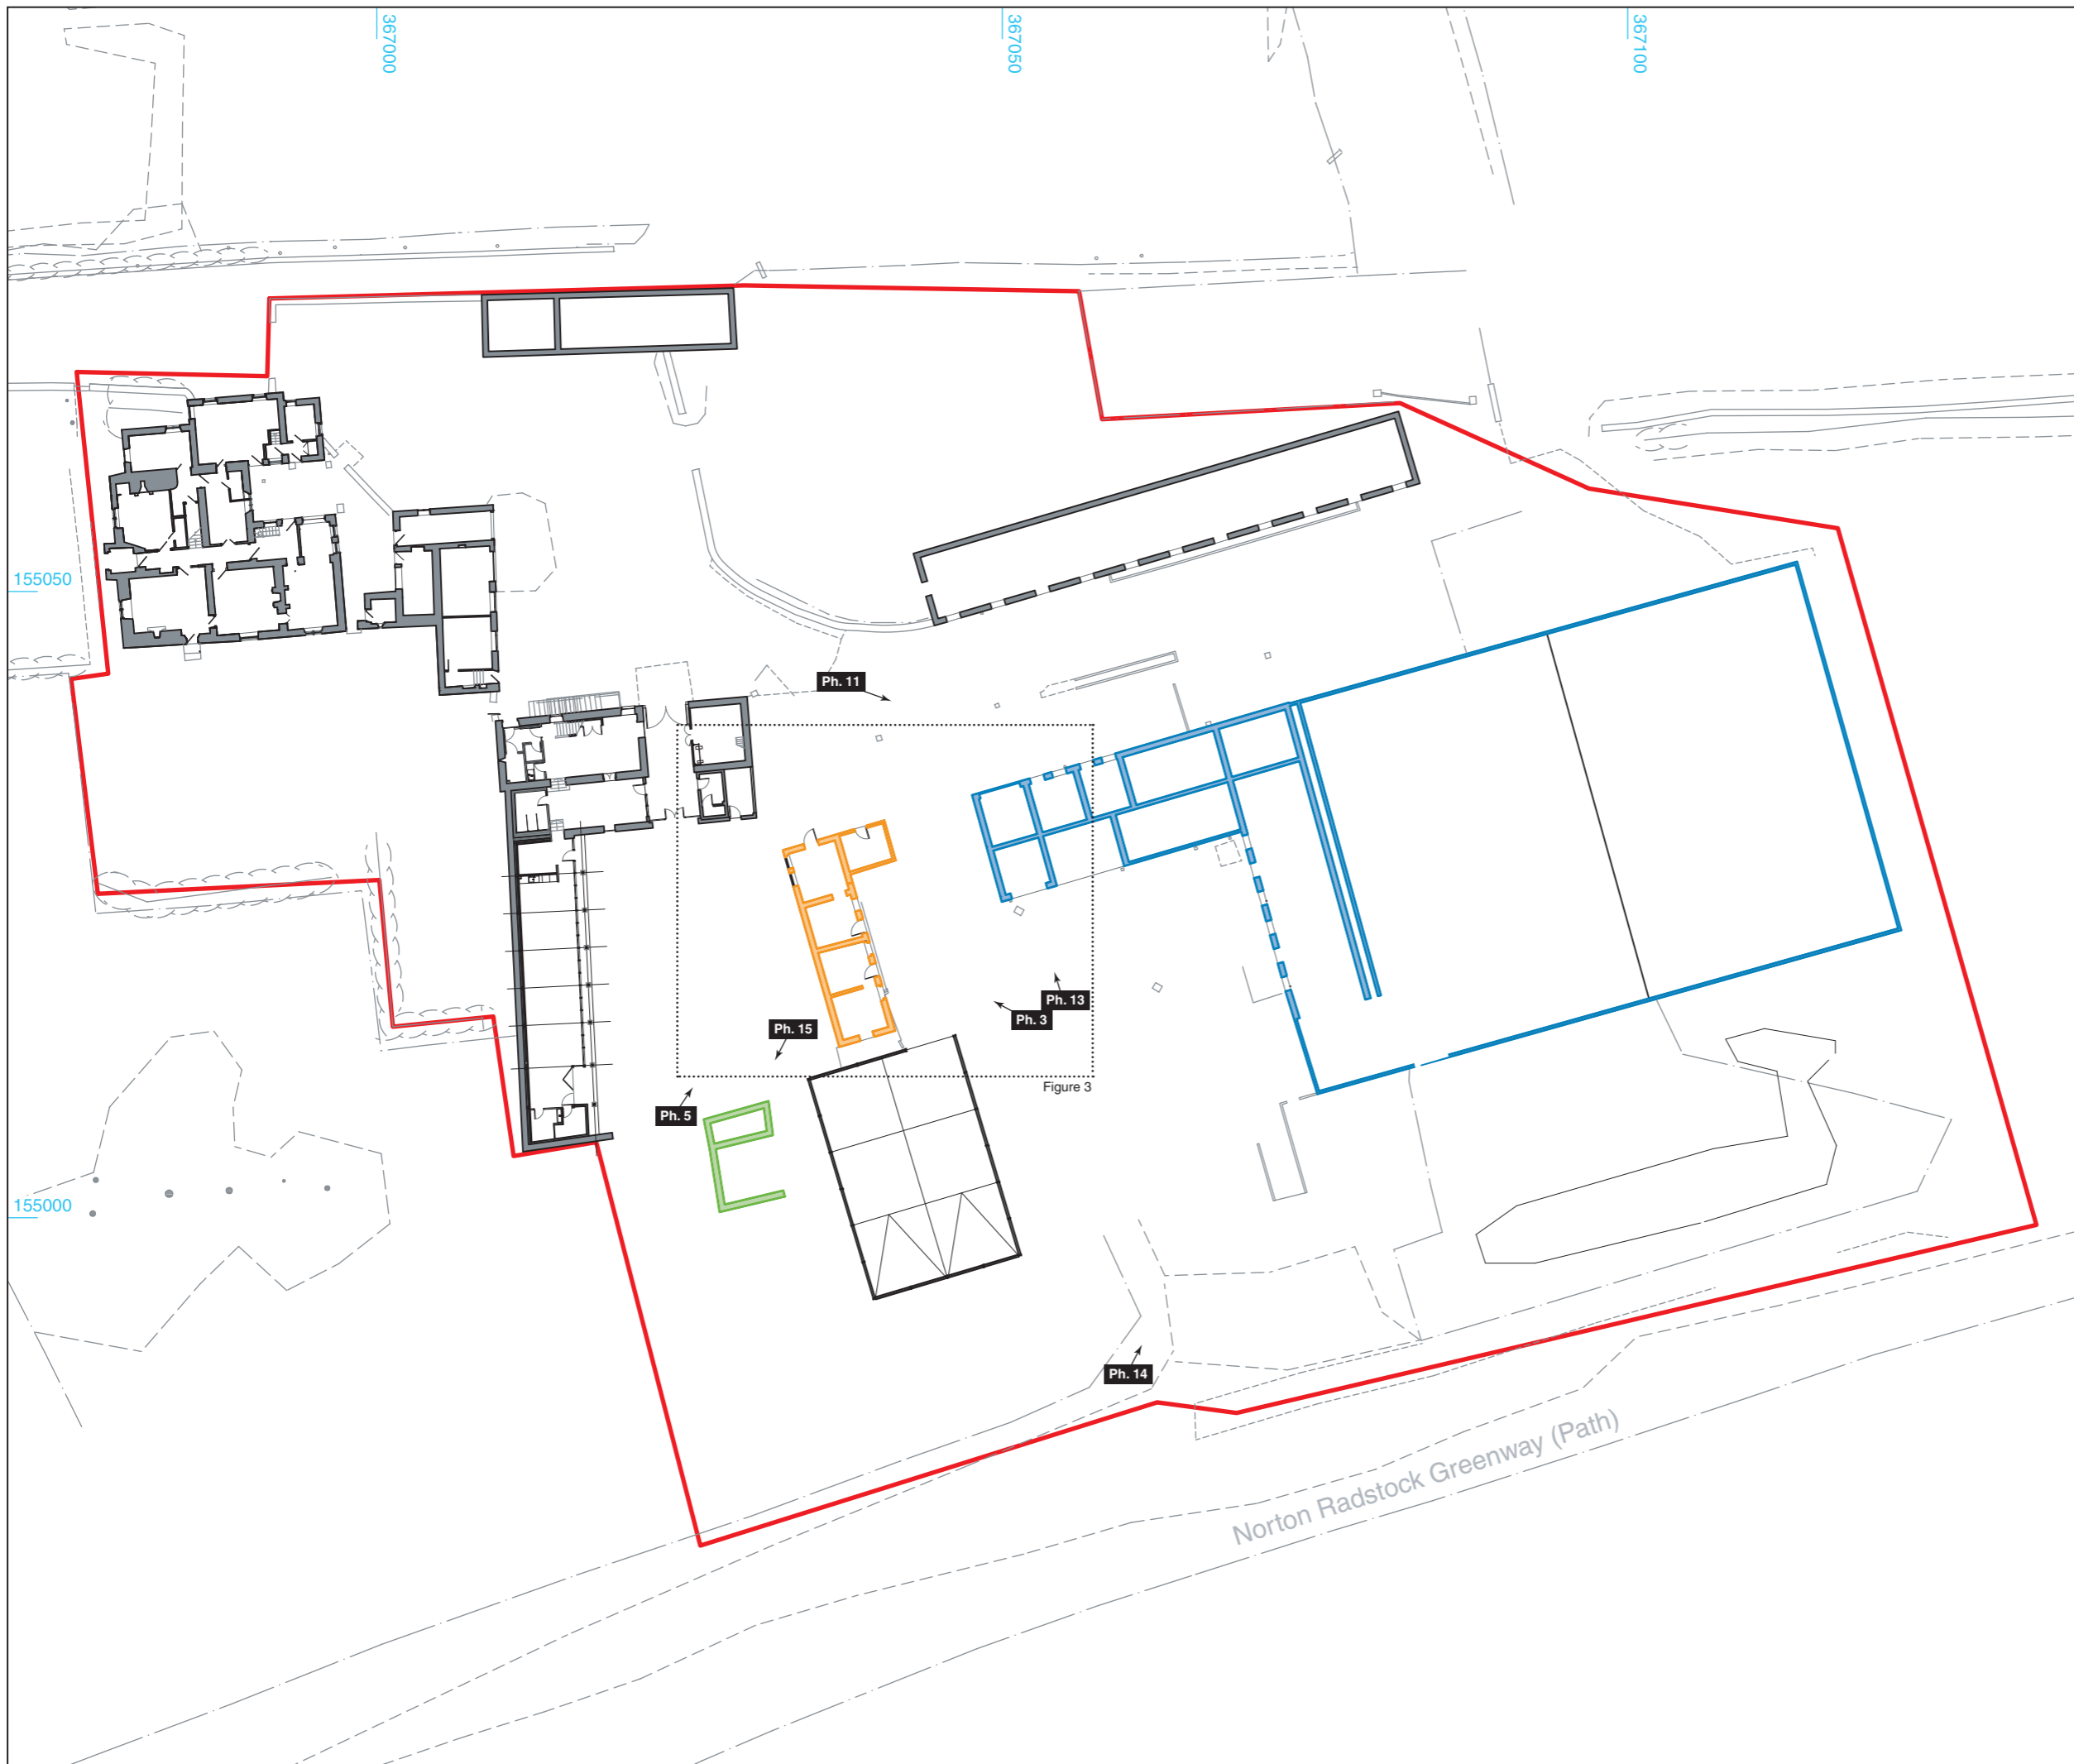 367000
367050
367100
155050
Ph. 11
Ph. 13
Ph. 3
Ph. 15
Figure 3
Ph. 5
155000
Ph. 14
Norton Radstock Greenway (Path)